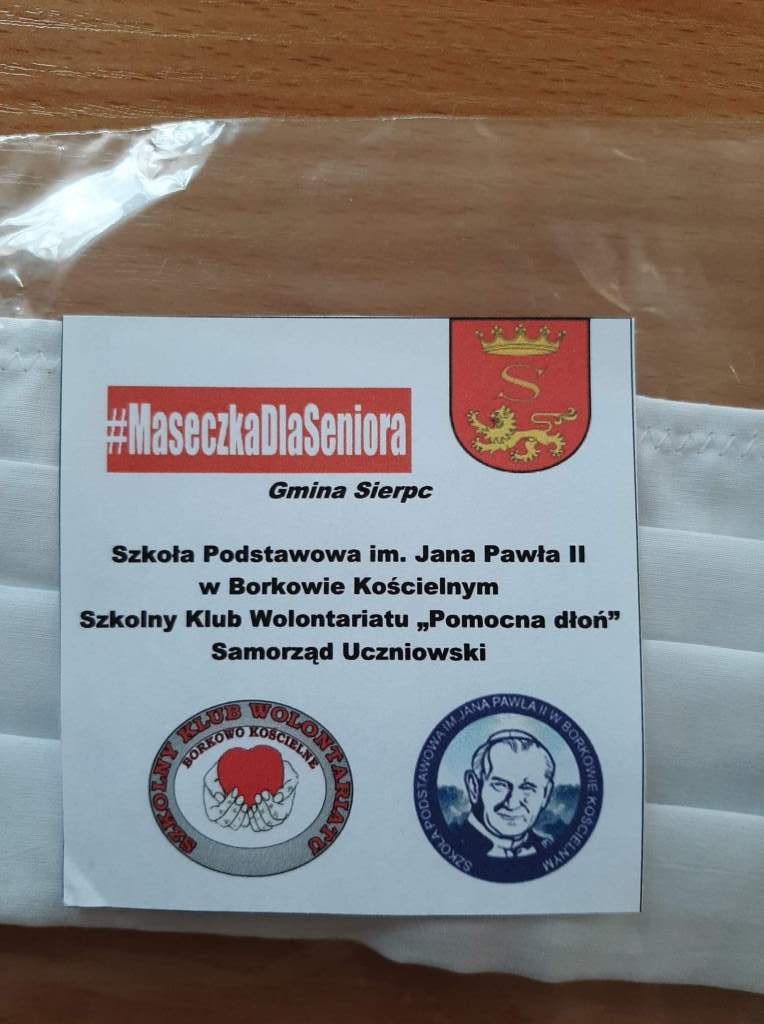 #MaseczkaDlaSeniora
S
Gmina Sierpc
Szkoła Podstawowa im. Jana Pawła II
w Borkowie Kościelnym
Szkolny Klub Wolontariatu „Pomocna dłoń”
Samorząd Uczniowski
SZKOLNY KLUB WOLONTARIATU
BORKOWO KOŚCIELNE
SZKOŁA PODSTAWOWA IM. JANA PAWŁA II W BORKOWIE KOŚCIELNYM